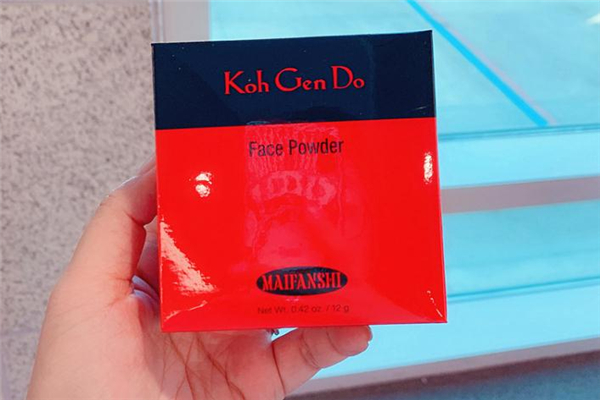 Koh Gen Do
Face Powder
MAIFANSHI
Net Wt. 0.42 oz. / 12 g